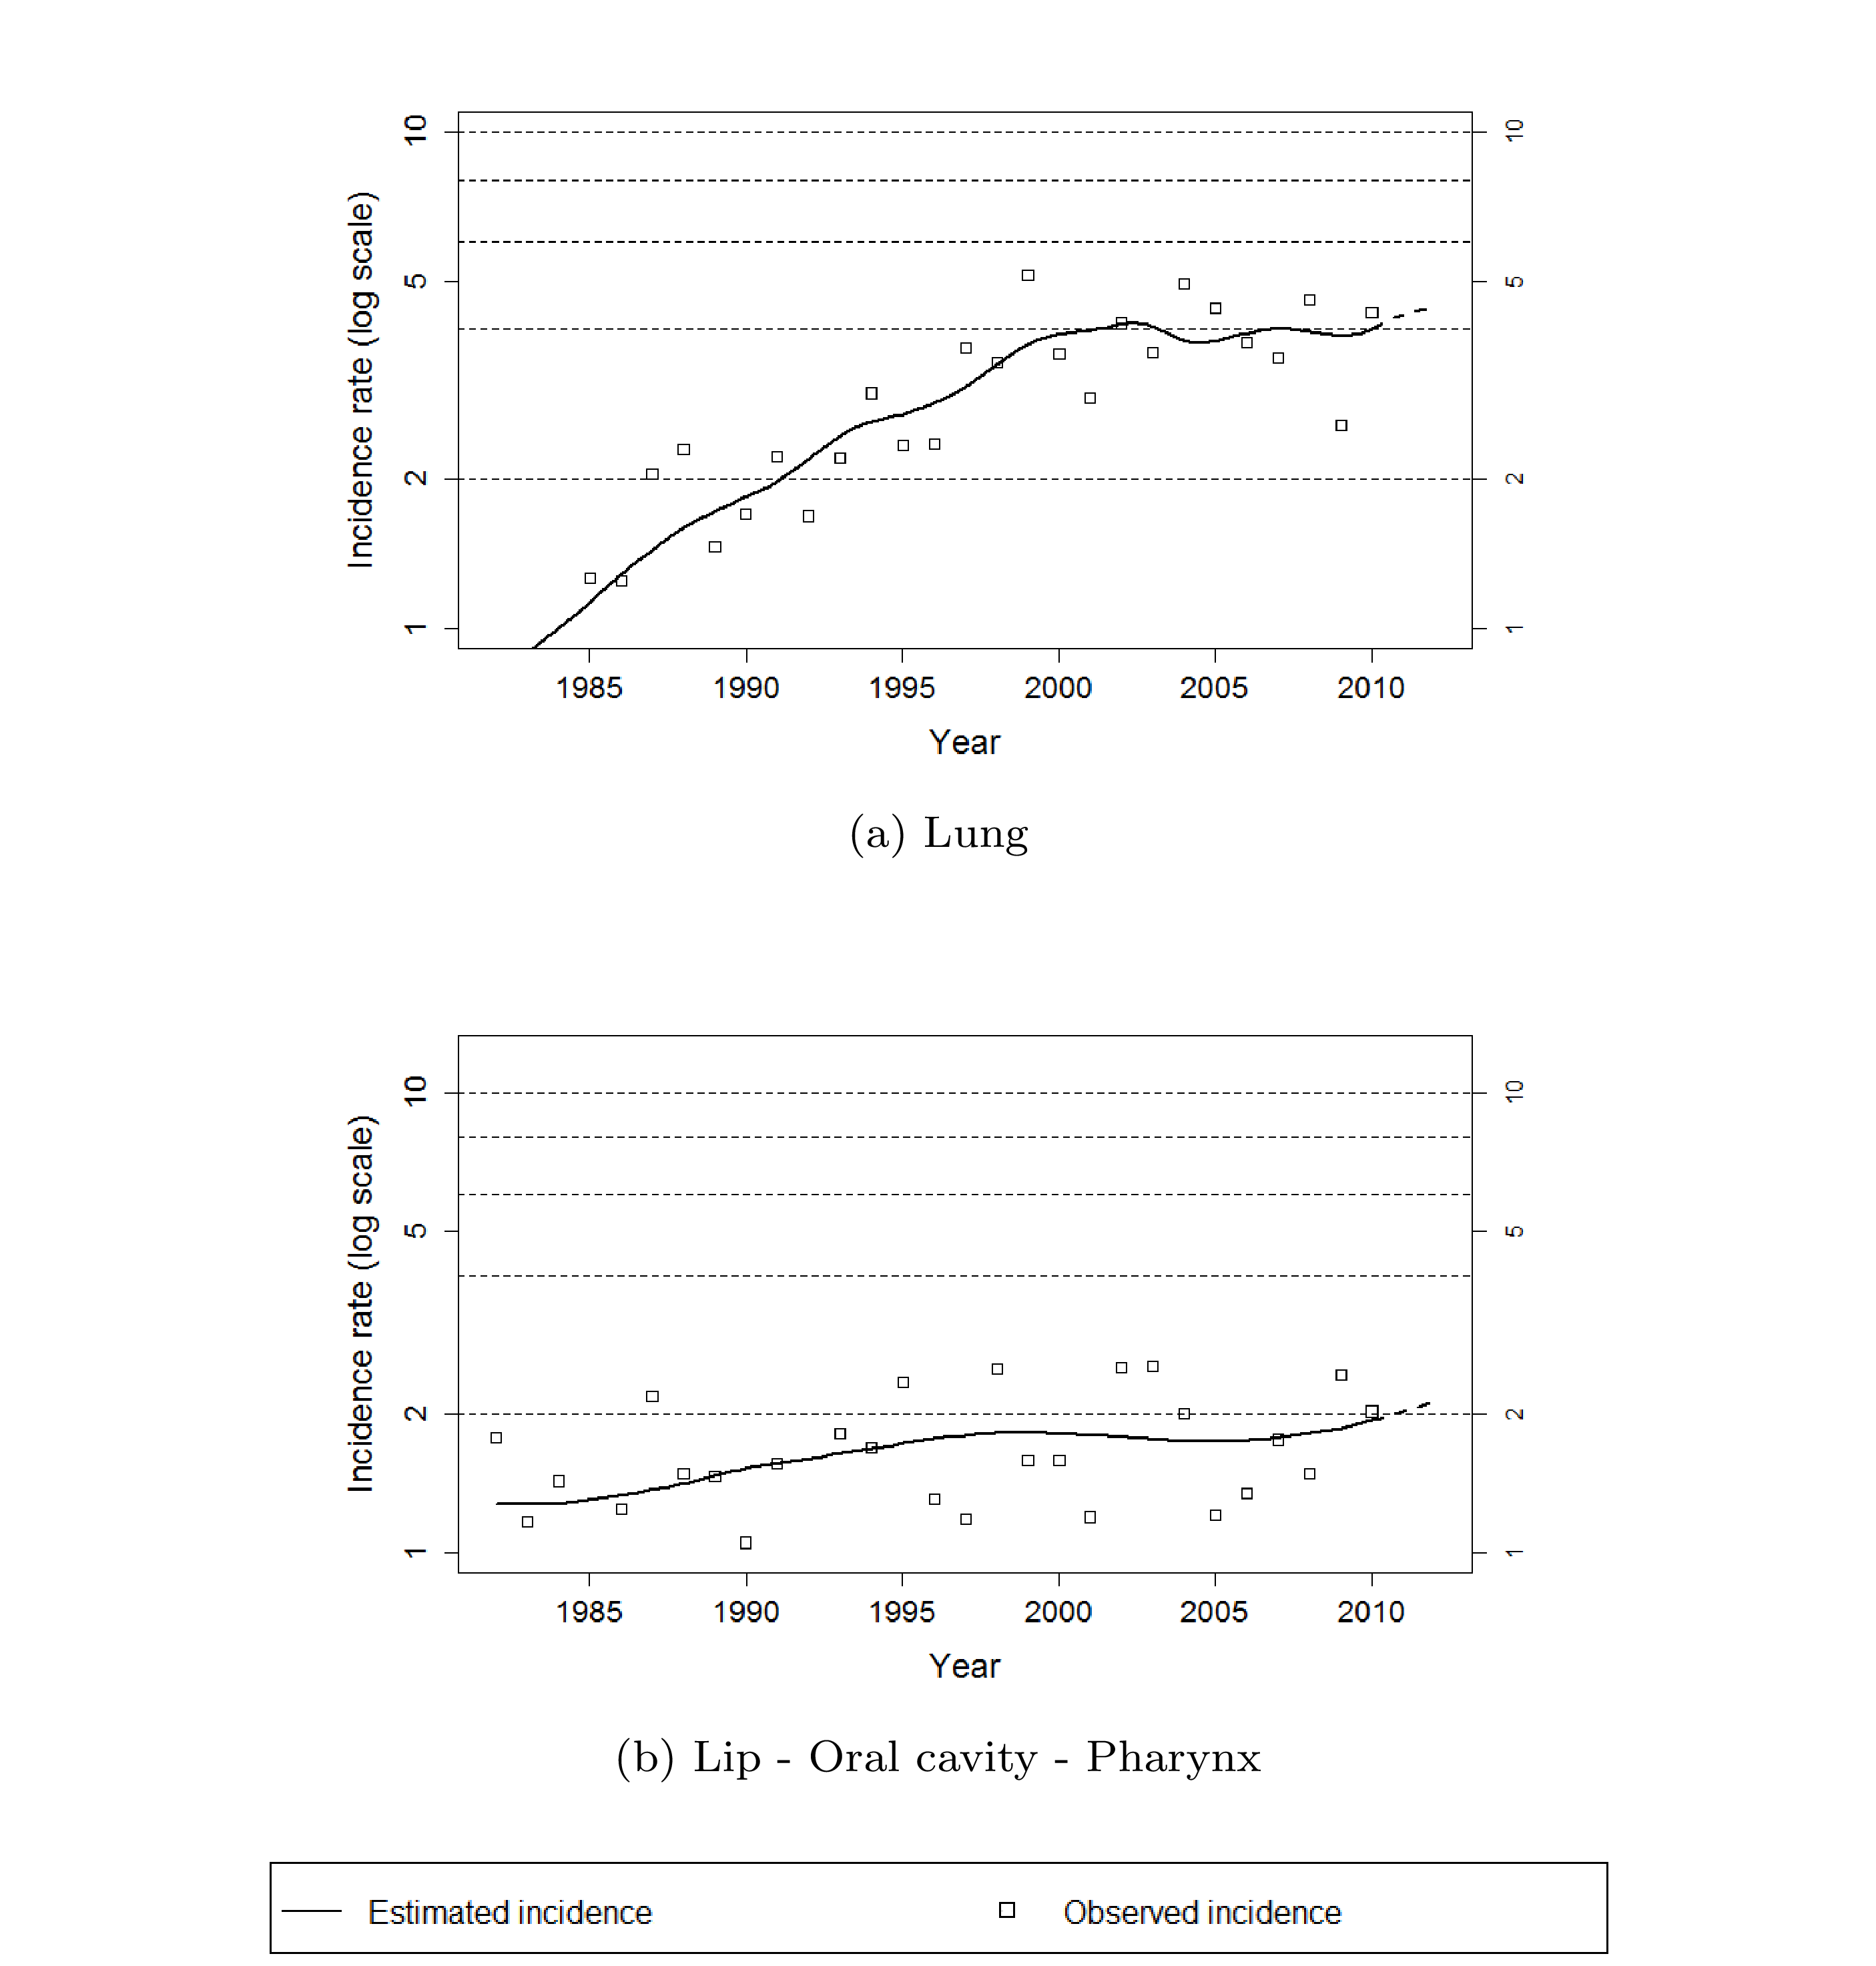 Incidence rate (log scale)
10
5
2
1
10
5
2
1
1985 1990 1995 2000 2005 2010
Year
(a) Lung
Incidence rate (log scale)
10
5
2
1
10
5
2
1
1985 1990 1995 2000 2005 2010
Year
(b) Lip - Oral cavity - Pharynx
Estimated incidence
Observed incidence